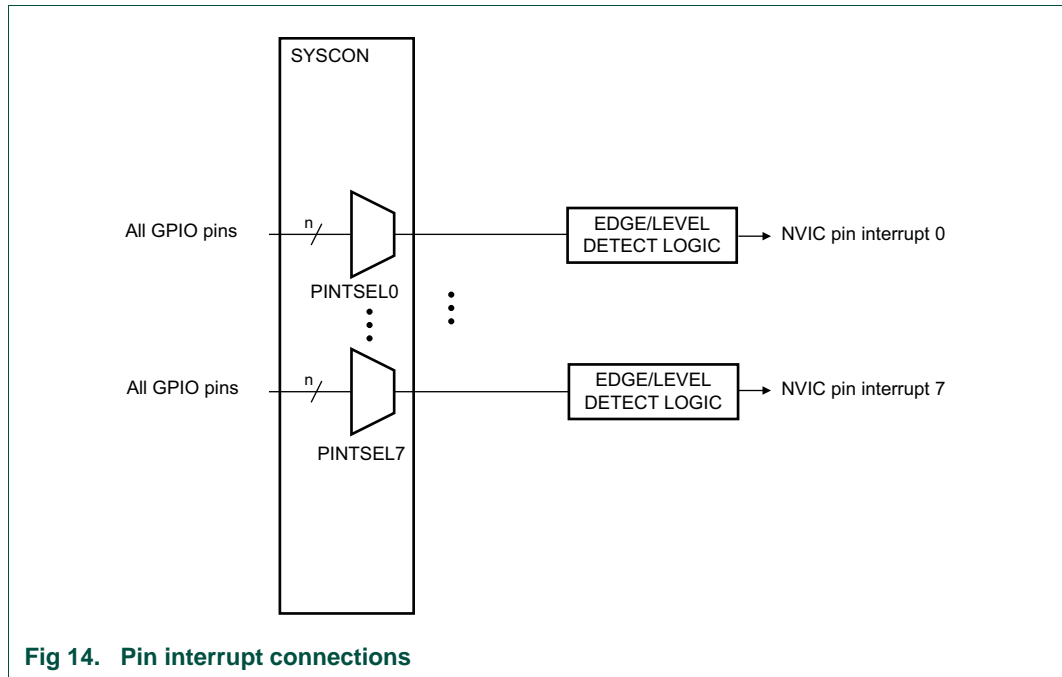 SYSCON
All GPIO pins
n
PINTSEL0
EDGE/LEVEL
DETECT LOGIC
NVIC pin interrupt 0
All GPIO pins
n
PINTSEL7
EDGE/LEVEL
DETECT LOGIC
NVIC pin interrupt 7
Fig 14. Pin interrupt connections